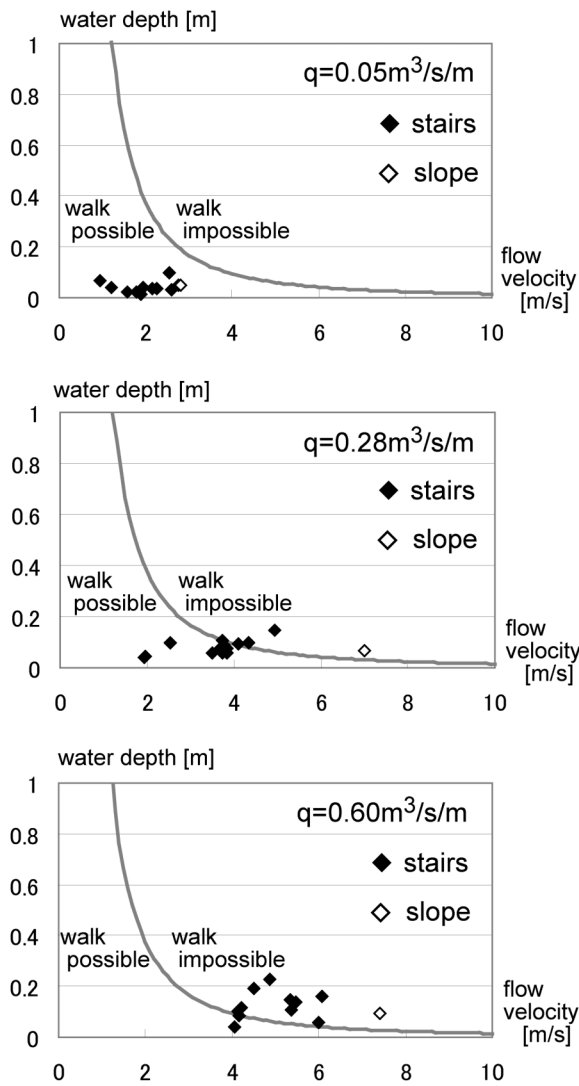 water depth [m]
1
q=0.05m³/s/m
0.8
◆ stairs
0.6
◇ slope
0.4
walk walk
possible impossible
flow
0.2
velocity
0
[m/s]
0 2 4 6 8 10
water depth [m]
1
q=0.28m³/s/m
0.8
◆ stairs
0.6
◇ slope
0.4
walk walk
possible impossible
0.2
flow
velocity
0
[m/s]
0 2 4 6 8 10
water depth [m]
1
q=0.60m³/s/m
0.8
◆ stairs
0.6
◇ slope
0.4
walk walk
possible impossible
0.2
flow
velocity
0
[m/s]
0 2 4 6 8 10